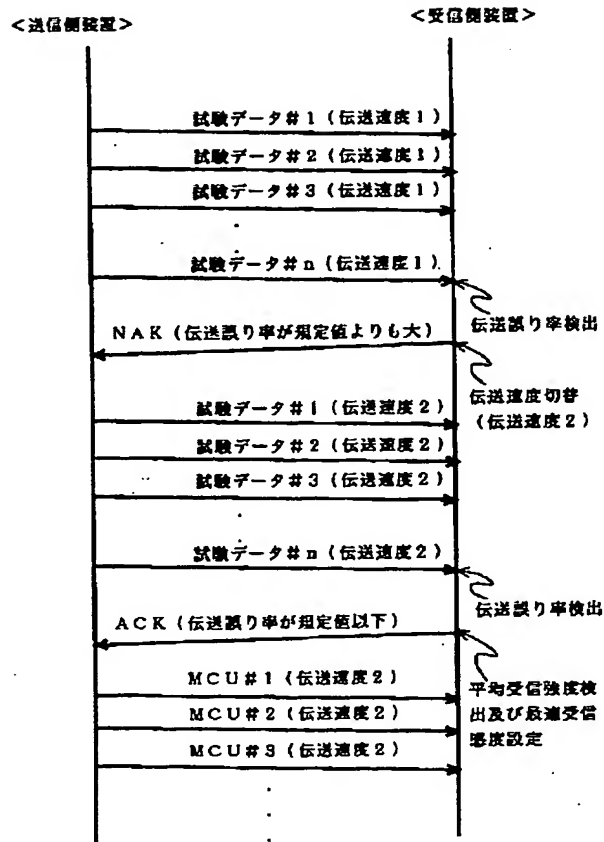 ＜送信側装置＞
＜受信側装置＞
試験データ＃１（伝送速度１）
試験データ＃２（伝送速度１）
試験データ＃３（伝送速度１）
試験データ＃ｎ（伝送速度１）
伝送誤り率検出
ＮＡＫ（伝送誤り率が規定値よりも大）
伝送速度切替
（伝送速度２）
試験データ＃１（伝送速度２）
試験データ＃２（伝送速度２）
試験データ＃３（伝送速度２）
試験データ＃ｎ（伝送速度２）
伝送誤り率検出
ＡＣＫ（伝送誤り率が規定値以下）
ＭＣＵ＃１（伝送速度２）
平均受信強度検
出及び最適受信
感度設定
ＭＣＵ＃２（伝送速度２）
ＭＣＵ＃３（伝送速度２）